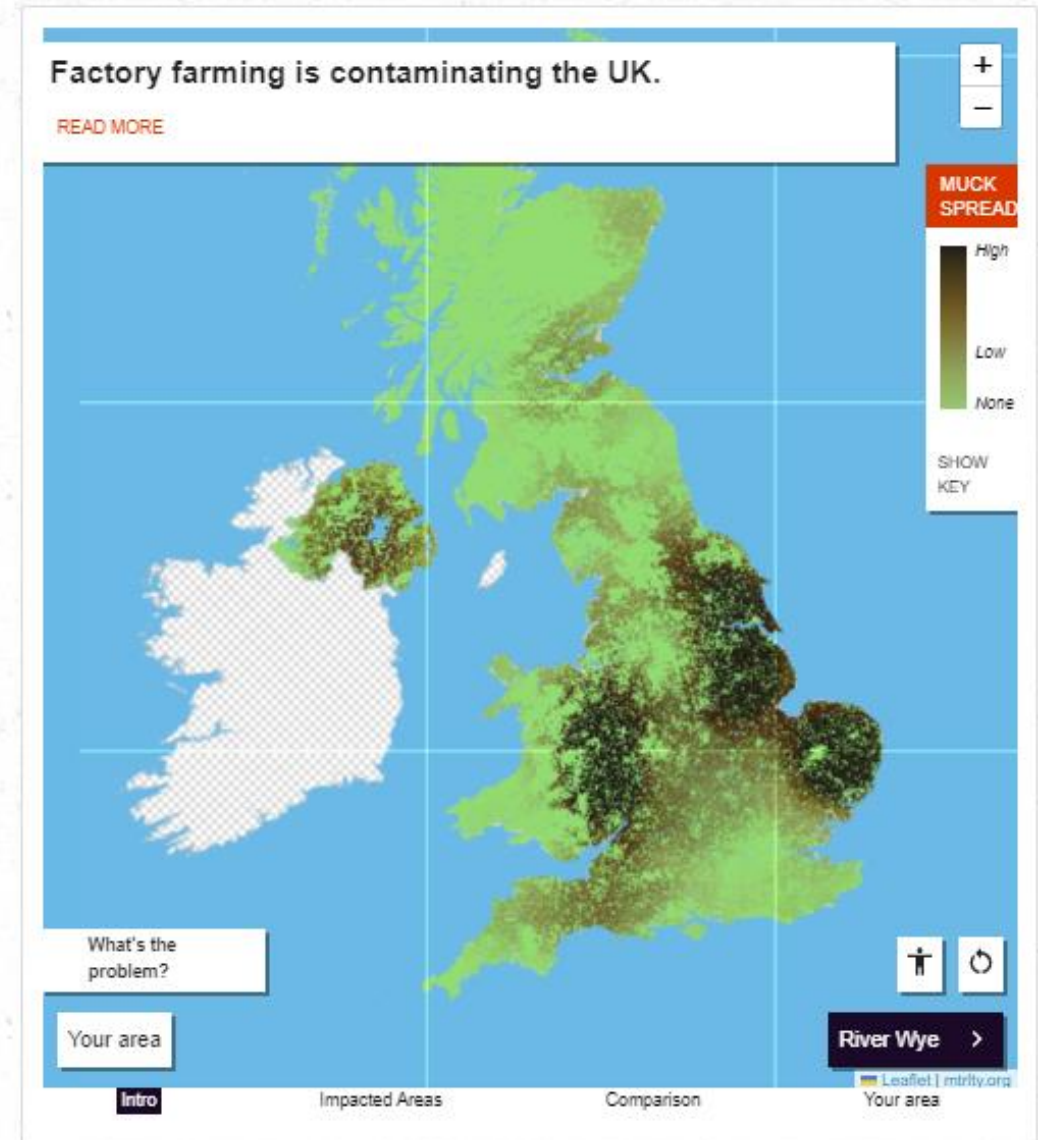 Factory farming is contaminating the UK.
READ MORE
+
−
MUCK
SPREAD
High
Low
None
SHOW
KEY
What's the
problem?
Your area
River Wye >
Leaflet | mtrlty.org
Intro Impacted Areas Comparison Your area